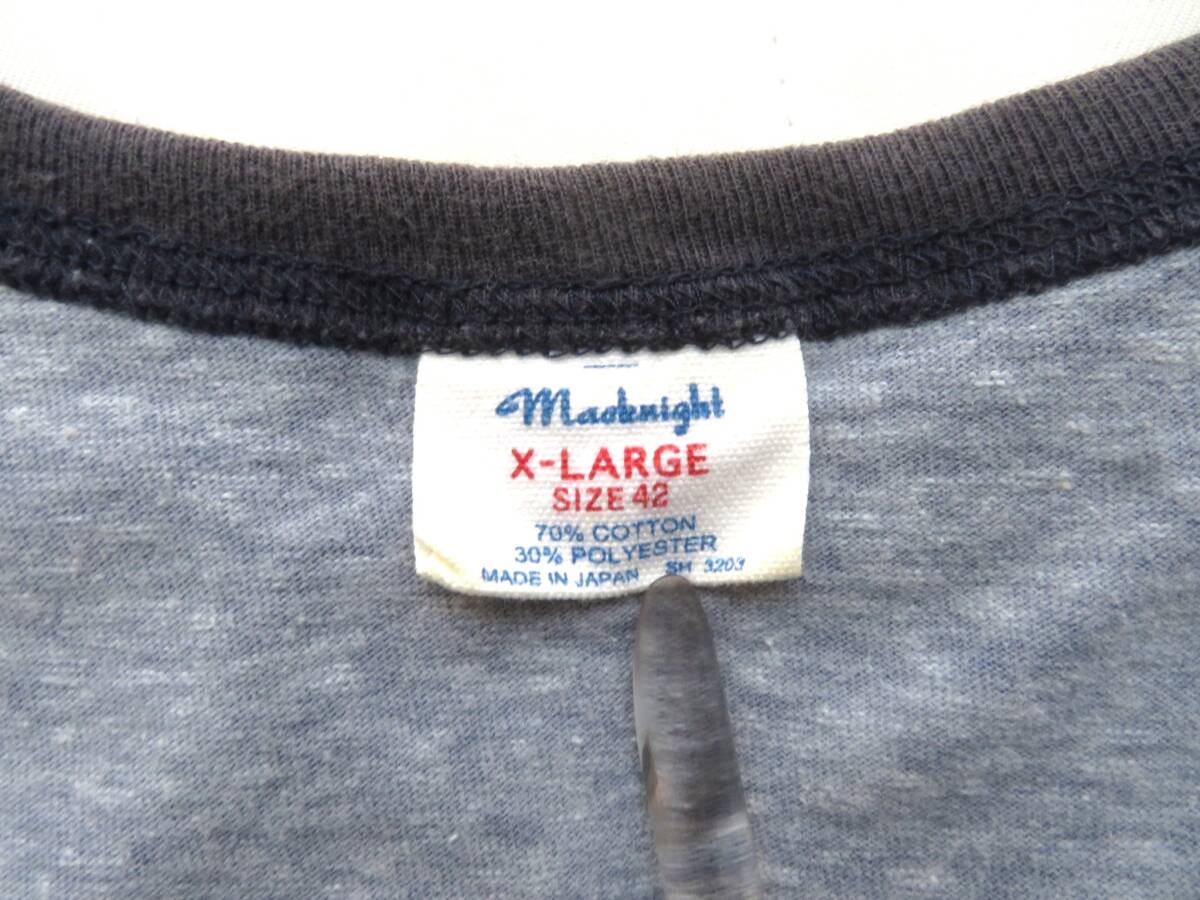 Macknight
X-LARGE
SIZE 42
70% COTTON
30% POLYESTER
MADE IN JAPAN SH 3203